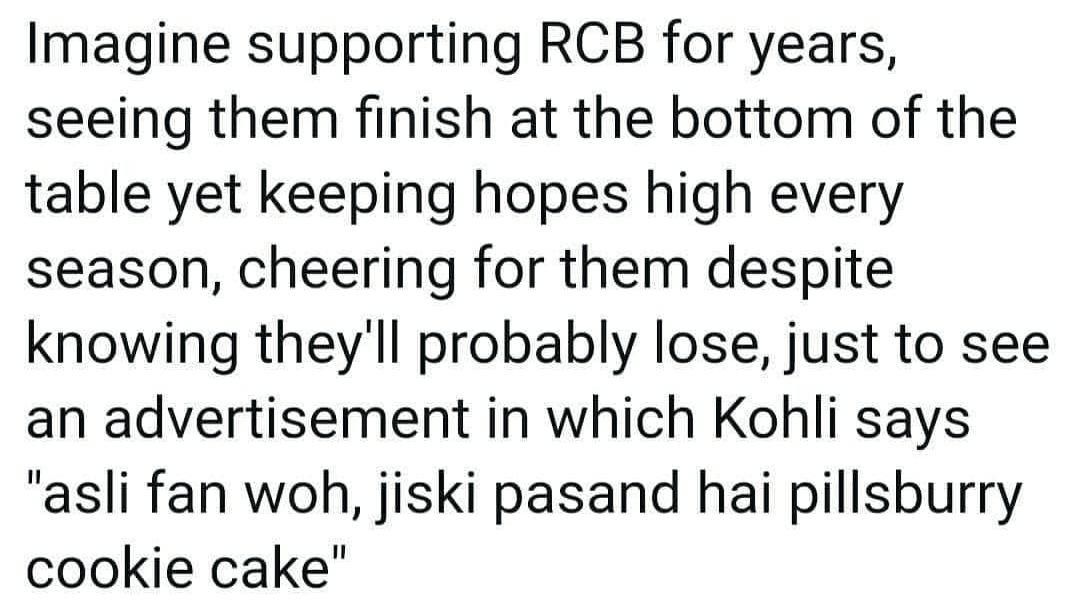 Imagine supporting RCB for years,
seeing them finish at the bottom of the
table yet keeping hopes high every
season, cheering for them despite
knowing they'll probably lose, just to see
an advertisement in which Kohli says
"asli fan woh, jiski pasand hai pillsburry
cookie cake"